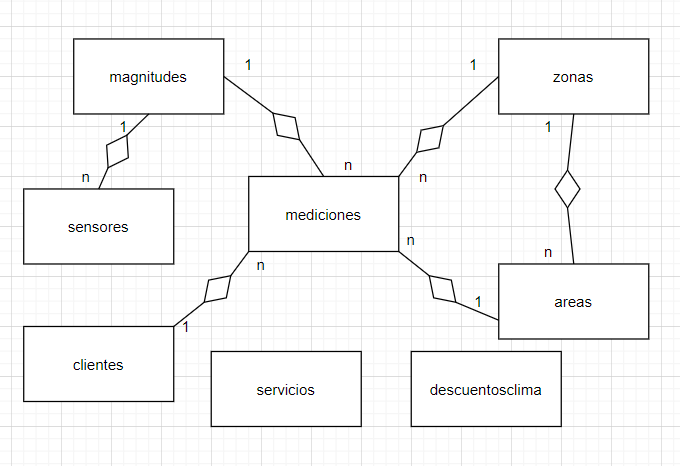 magnitudes
1
1
zonas
1
n
n
n
1
sensores
mediciones
n
n
n
1
areas
1
clientes
servicios
descuentosclima